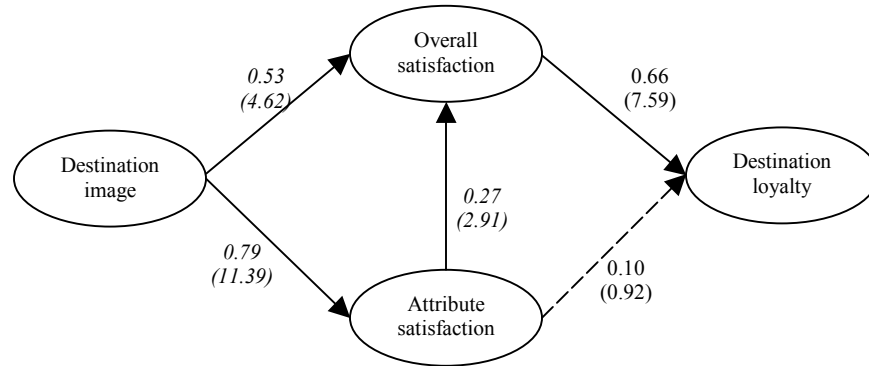 Overall
satisfaction
0.53
(4.62)
0.66
(7.59)
Destination
image
Destination
loyalty
0.27
(2.91)
0.79
(11.39)
0.10
(0.92)
Attribute
satisfaction